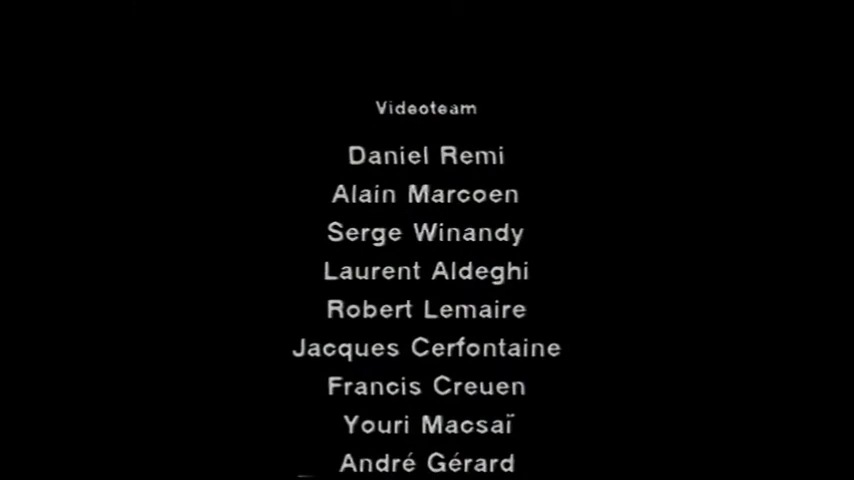 Videoteam
Daniel Remi
Alain Marcoen
Serge Winandy
Laurent Aldeghi
Robert Lemaire
Jacques Cerfontaine
Francis Creuen
Youri Macsaï
André Gérard